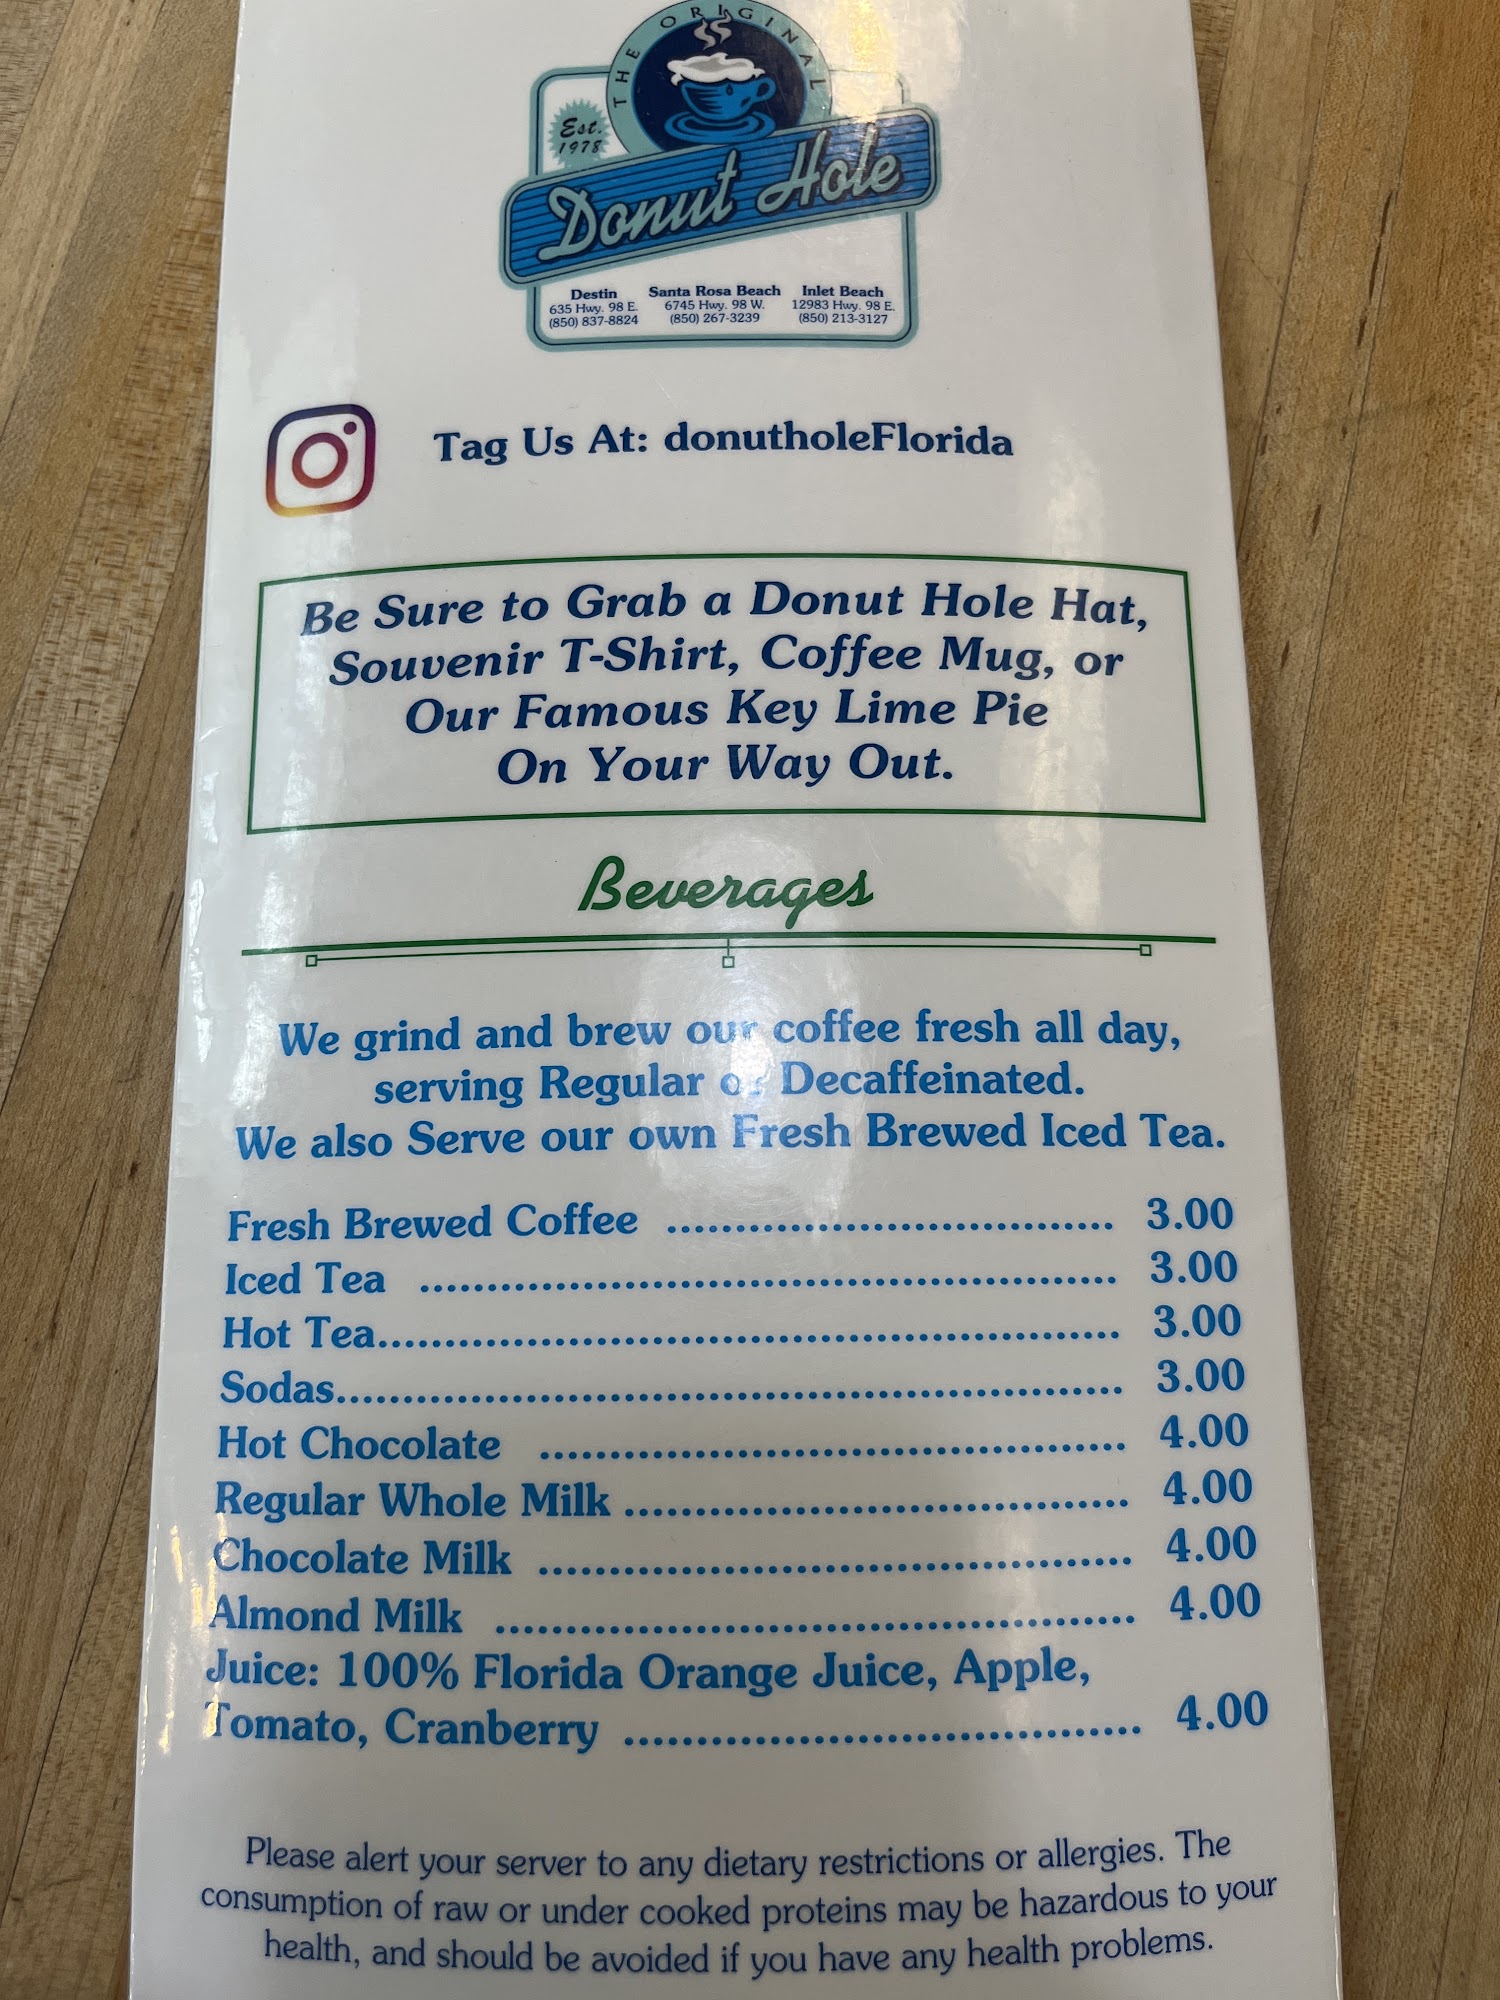 THE ORIGINAL
Est.
1978
Donut Hole
Destin Santa Rosa Beach Inlet Beach
635 Hwy. 98 E. 6745 Hwy. 98 W. 12983 Hwy. 98 E.
(850) 837-8824 (850) 267-3239 (850) 213-3127
Tag Us At: donutholeFlorida
Be Sure to Grab a Donut Hole Hat,
Souvenir T-Shirt, Coffee Mug, or
Our Famous Key Lime Pie
On Your Way Out.
Beverages
We grind and brew our coffee fresh all day,
serving Regular or Decaffeinated.
We also Serve our own Fresh Brewed Iced Tea.
Fresh Brewed Coffee ................................. 3.00
Iced Tea .................................................... 3.00
Hot Tea....................................................... 3.00
Sodas.......................................................... 3.00
Hot Chocolate ........................................... 4.00
Regular Whole Milk ..................................... 4.00
Chocolate Milk ........................................... 4.00
Almond Milk .............................................. 4.00
Juice: 100% Florida Orange Juice, Apple,
Tomato, Cranberry ..................................... 4.00
Please alert your server to any dietary restrictions or allergies. The
consumption of raw or under cooked proteins may be hazardous to your
health, and should be avoided if you have any health problems.